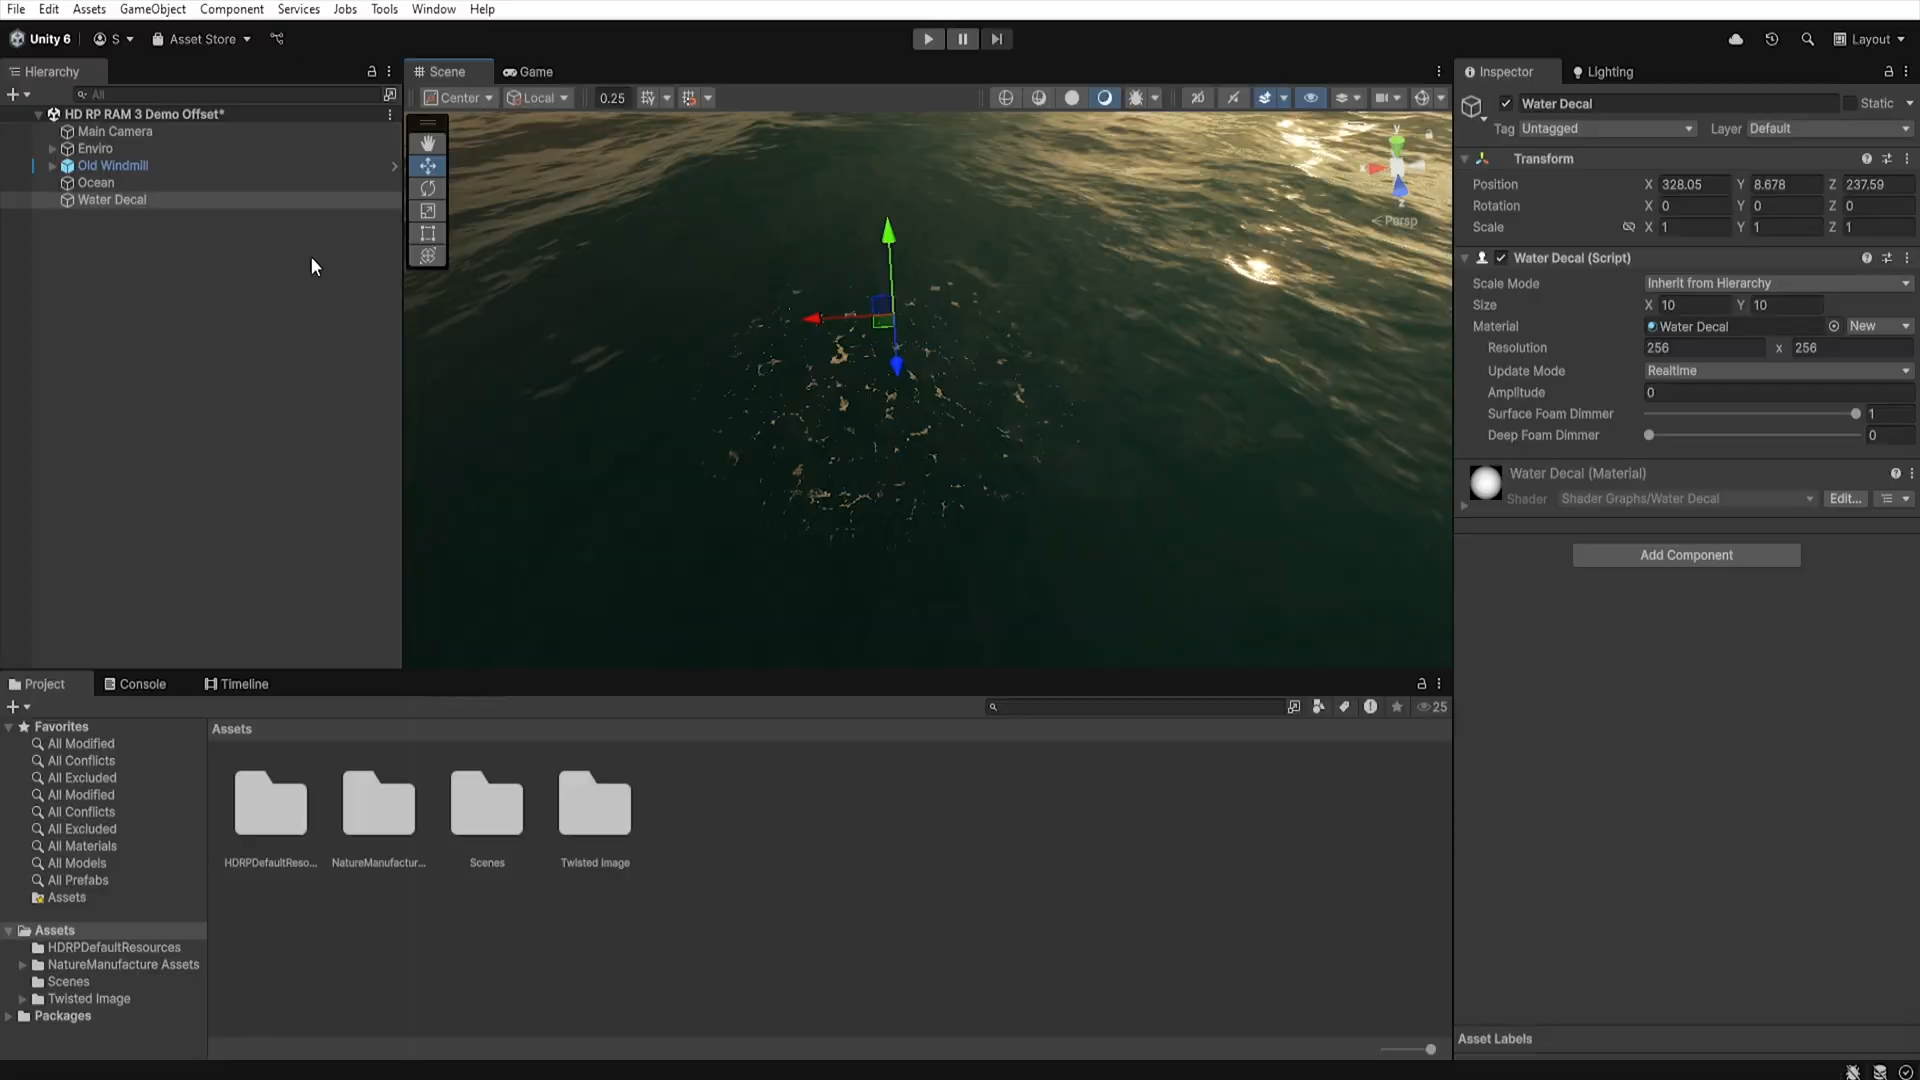 File Edit Assets GameObject Component Services Jobs Tools Window Help
Unity 6 S Asset Store Layout
Hierarchy
All
HD RP RAM 3 Demo Offset*
Main Camera
Enviro
Old Windmill
Ocean
Water Decal
Scene Game
Center Local 0.25
y
x
z
Persp
Inspector Lighting
Water Decal Static
Tag Untagged Layer Default
Transform
Position X 328.05 Y 8.678 Z 237.59
Rotation X 0 Y 0 Z 0
Scale X 1 Y 1 Z 1
Water Decal (Script)
Scale Mode Inherit from Hierarchy
Size X 10 Y 10
Material Water Decal New
Resolution 256 x 256
Update Mode Realtime
Amplitude 0
Surface Foam Dimmer 1
Deep Foam Dimmer 0
Water Decal (Material)
Shader Shader Graphs/Water Decal Edit...
Add Component
Asset Labels
Project Console Timeline
25
Favorites
All Modified
All Conflicts
All Excluded
All Modified
All Conflicts
All Excluded
All Materials
All Models
All Prefabs
Assets
Assets
HDRPDefaultResources
NatureManufacture Assets
Scenes
Twisted Image
Packages
Assets
HDRPDefaultReso... NatureManufactur... Scenes Twisted Image